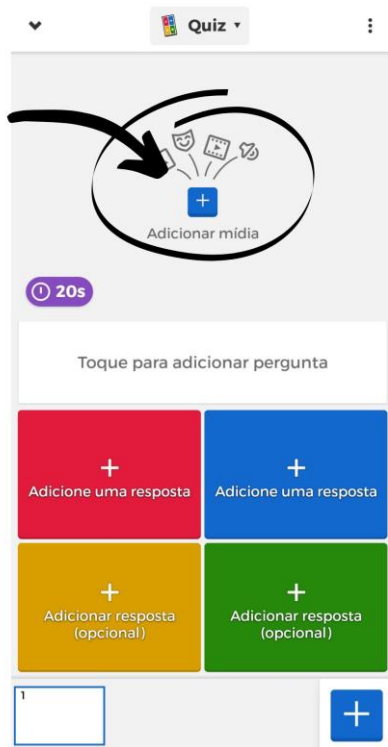 Quiz
Adicionar mídia
20s
Toque para adicionar pergunta
Adicione uma resposta
Adicione uma resposta
Adicionar resposta
(opcional)
Adicionar resposta
(opcional)
1